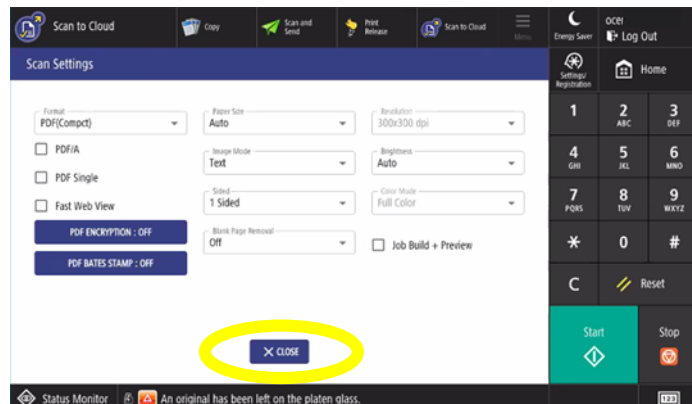 Scan to Cloud
Copy
Scan and
Send
Print
Release
Scan to Cloud
Menu
Energy Saver
ocer
Log Out
Scan Settings
Settings/
Registration
Home
Format
PDF(Compct)
Paper Size
Auto
Resolution
300x300 dpi
PDF/A
Image Mode
Text
Brightness
Auto
PDF Single
Fast Web View
Sided
1 Sided
Color Mode
Full Color
PDF ENCRYPTION : OFF
Blank Page Removal
Off
Job Build + Preview
PDF BATES STAMP : OFF
X CLOSE
1
2
ABC
3
DEF
4
GHI
5
JKL
6
MNO
7
PQRS
8
TUV
9
WXYZ
*
0
#
C
Reset
Start
Stop
Status Monitor
An original has been left on the platen glass.
123